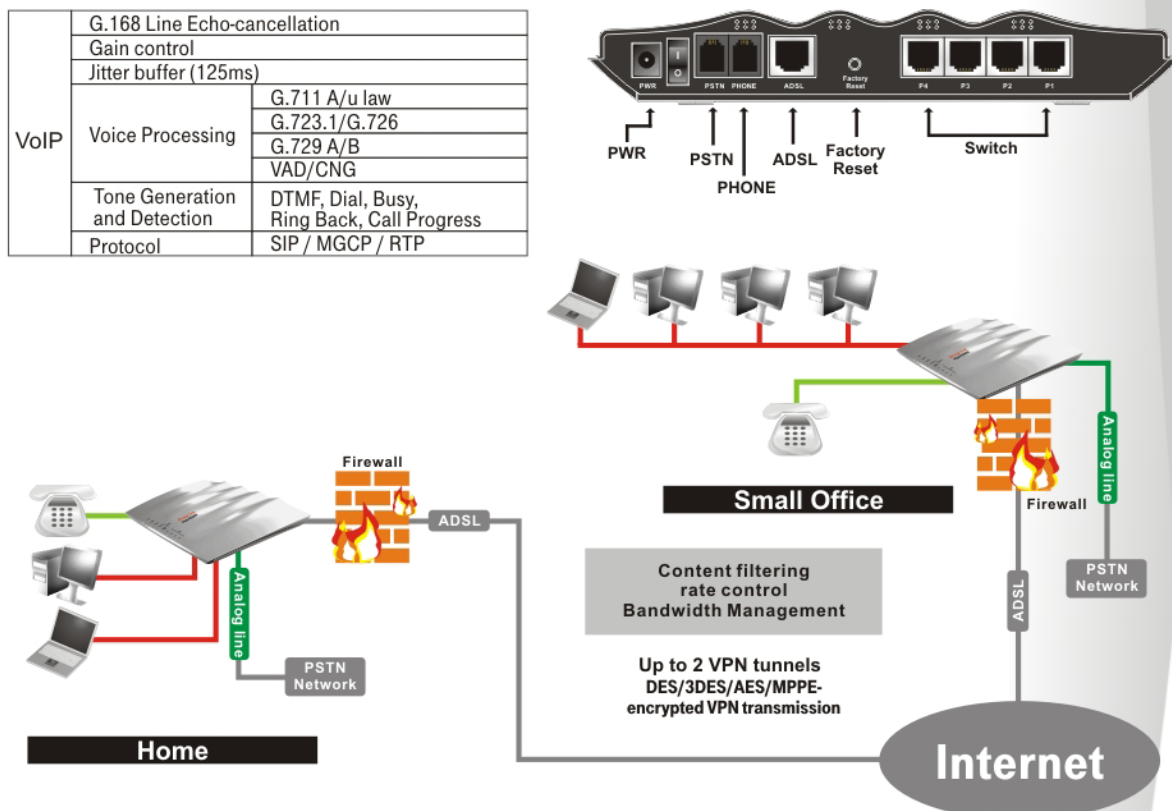 VoIP
G.168 Line Echo-cancellation
Gain control
Jitter buffer (125ms)
Voice Processing
G.711 A/u law
G.723.1/G.726
G.729 A/B
VAD/CNG
Tone Generation
and Detection
DTMF, Dial, Busy,
Ring Back, Call Progress
Protocol
SIP / MGCP / RTP
I
O
PWR
PSTN
PHONE
ADSL
Factory
Reset
P4
P3
P2
P1
PWR
PSTN
PHONE
ADSL
Factory
Reset
Switch
Analog line
Firewall
PSTN
Network
ADSL
Small Office
Firewall
ADSL
Analog line
PSTN
Network
Home
Content filtering
rate control
Bandwidth Management
Up to 2 VPN tunnels
DES/3DES/AES/MPPE-
encrypted VPN transmission
Internet